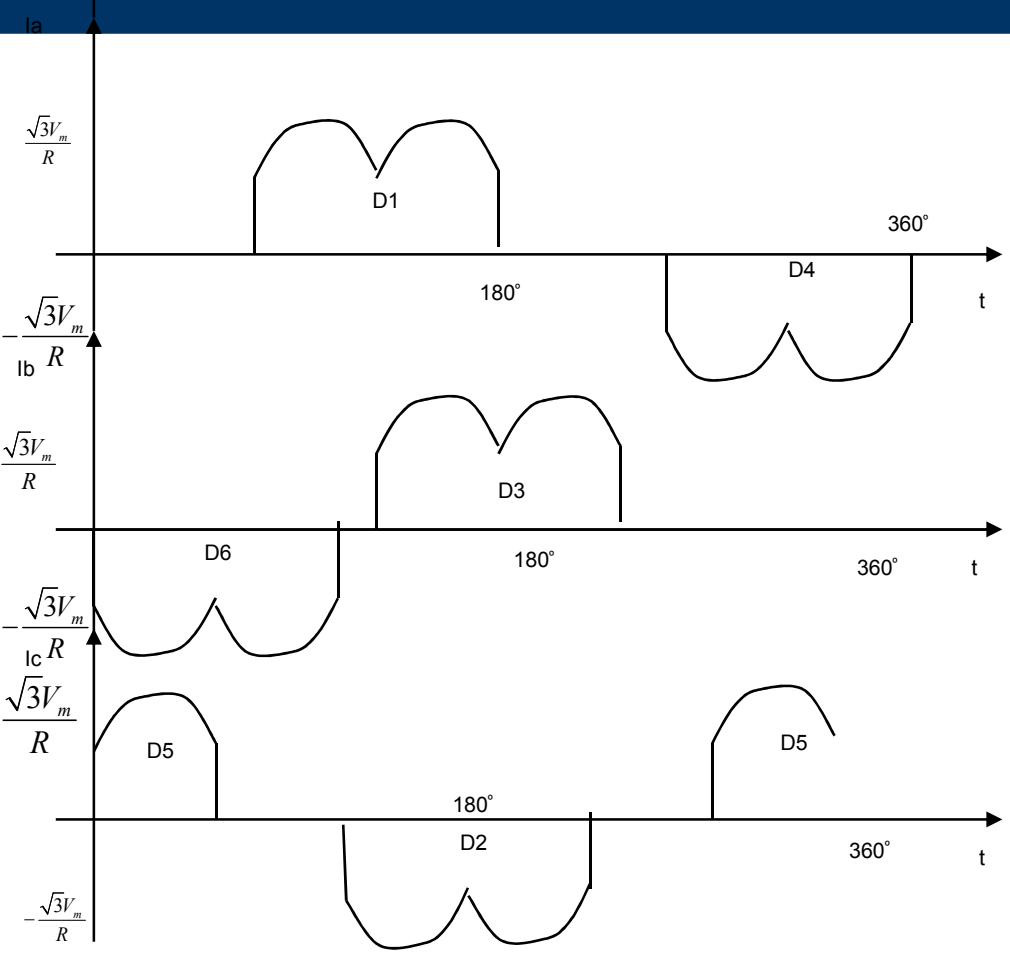 Ia
√3V_m / R
D1
360°
D4
180°
t
-√3V_m / R
Ib
√3V_m / R
D3
D6
180°
360°
t
-√3V_m / R
Ic
√3V_m / R
D5
D5
180°
D2
360°
t
-√3V_m / R